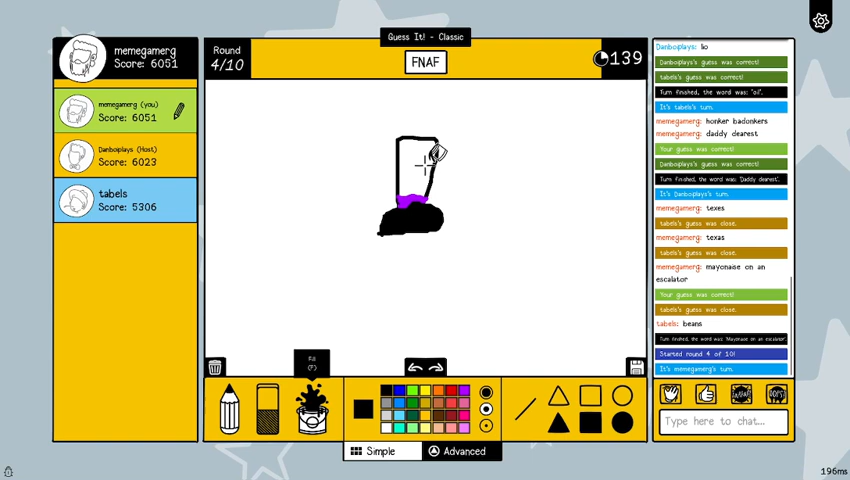 Guess It! - Classic
memegamerg
Score: 6051
Round
4/10
FNAF
139
memegamerg (you)
Score: 6051
Danboiplays (Host)
Score: 6023
tabels
Score: 5306
Fill
(F)
Simple
Advanced
Danboiplays: lio
Danboiplays's guess was correct!
tabels's guess was correct!
Turn finished, the word was: "oil".
It's tabels's turn.
memegamerg: honker badonkers
memegamerg: daddy dearest
Your guess was correct!
Danboiplays's guess was correct!
Turn finished, the word was: "Daddy dearest".
It's Danboiplays's turn.
memegamerg: texes
tabels's guess was close.
memegamerg: texas
tabels's guess was close.
memegamerg: mayonaise on an
escalator
Your guess was correct!
tabels's guess was close.
tabels: beans
Turn finished, the word was: "Mayonaise on an escalator".
Started round 4 of 10!
It's memegamerg's turn.
Type here to chat...
196ms